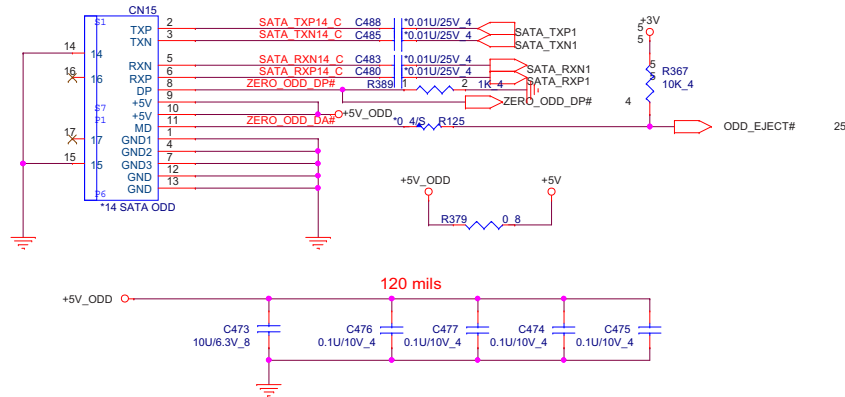 CN15
S1
TXP 2 SATA_TXP14_C C488 *0.01U/25V_4 SATA_TXP1
TXN 3 SATA_TXN14_C C485 *0.01U/25V_4 SATA_TXN1
14 14
RXN 5 SATA_RXN14_C C483 *0.01U/25V_4 SATA_RXN1
RXP 6 SATA_RXP14_C C480 *0.01U/25V_4 SATA_RXP1
16 16
DP 8 ZERO_ODD_DP# R389 1 2 1K_4
+5V 9 ZERO_ODD_DP# 4
S7
+5V 10 +5V_ODD
P1
MD 11 ZERO_ODD_DA# *0_4/S R125 ODD_EJECT# 25
17 17
GND1 1
GND2 4
GND3 7
15 15
GND 12
GND 13
P6
*14 SATA ODD
+3V
5
5
R367
5
5
10K_4
+5V_ODD +5V
R379 0_8
120 mils
+5V_ODD
C473 C476 C477 C474 C475
10U/6.3V_8 0.1U/10V_4 0.1U/10V_4 0.1U/10V_4 0.1U/10V_4